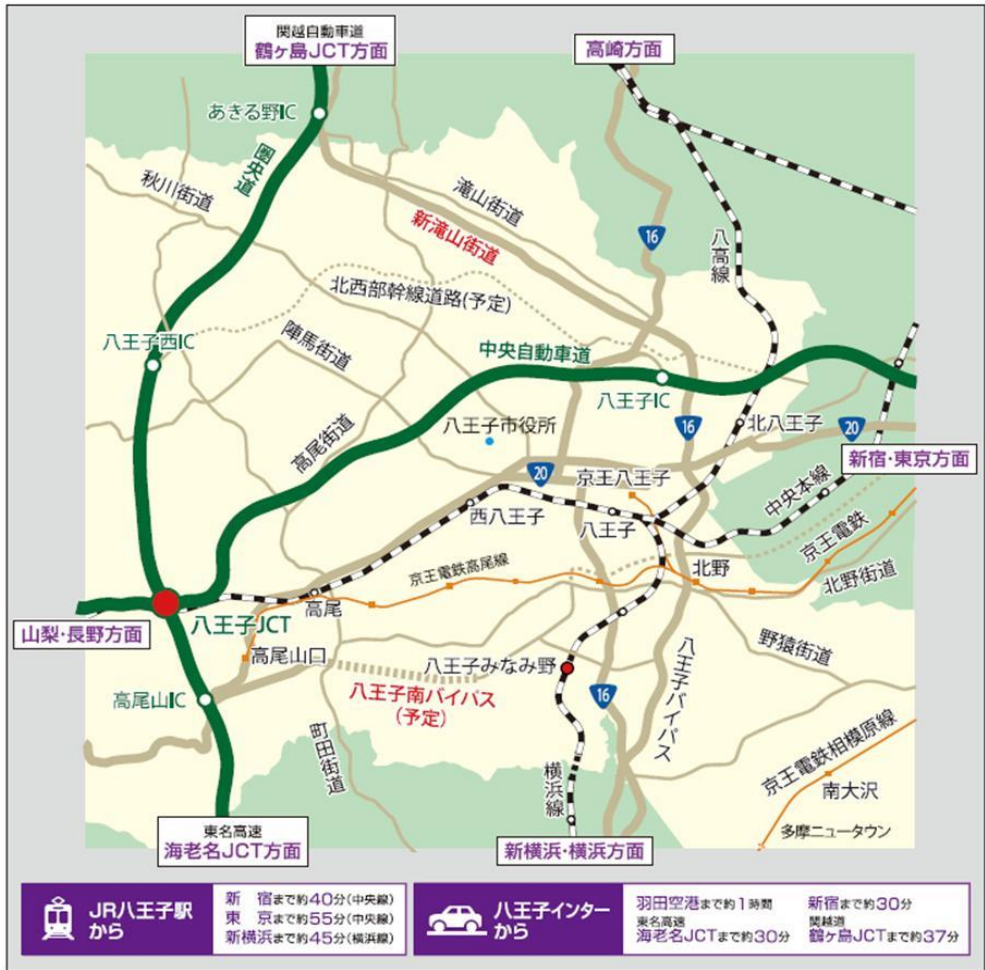 関越自動車道
鶴ヶ島JCT方面
高崎方面
あきる野IC
圏央道
秋川街道
滝山街道
新滝山街道
16
八高線
北西部幹線道路(予定)
八王子西IC
陣馬街道
中央自動車道
八王子IC
高尾街道
八王子市役所
16
北八王子
20
新宿・東京方面
20
京王八王子
中央本線
西八王子
八王子
京王電鉄
京王電鉄高尾線
北野
北野街道
高尾
八王子JCT
山梨・長野方面
高尾山口
八王子みなみ野
野猿街道
八王子南バイパス
(予定)
16
八王子バイパス
高尾山IC
町田街道
横浜線
京王電鉄相模原線
南大沢
多摩ニュータウン
東名高速
海老名JCT方面
新横浜・横浜方面
JR八王子駅
から
新 宿まで約40分(中央線)
東 京まで約55分(中央線)
新横浜まで約45分(横浜線)
八王子インター
から
羽田空港まで約1時間
東名高速
海老名JCTまで約30分
新宿まで約30分
関越道
鶴ヶ島JCTまで約37分